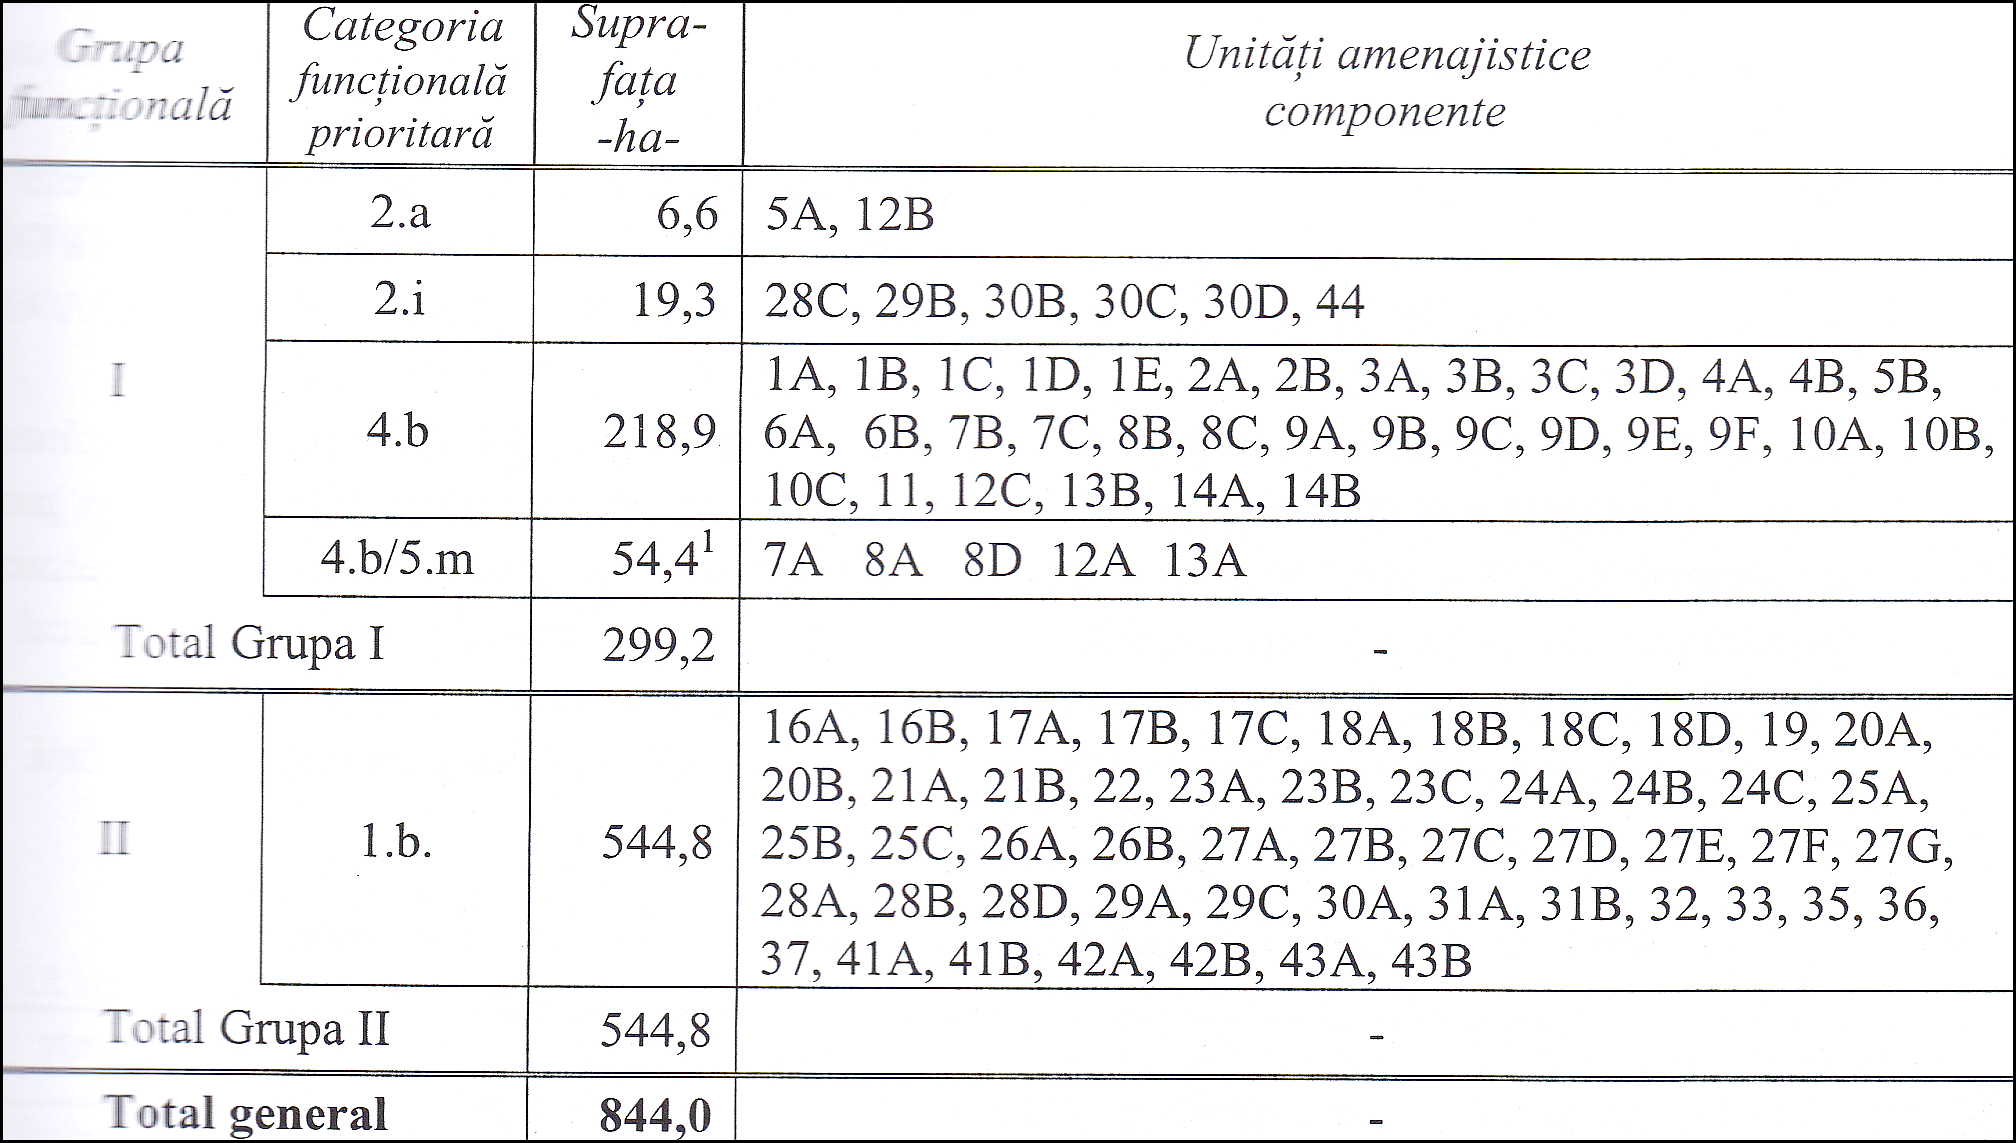 Grupa
funcțională
Categoria
funcțională
prioritară
Supra-
fața
-ha-
Unități amenajistice
componente
I
2.a
6,6
5A, 12B
2.i
19,3
28C, 29B, 30B, 30C, 30D, 44
4.b
218,9
1A, 1B, 1C, 1D, 1E, 2A, 2B, 3A, 3B, 3C, 3D, 4A, 4B, 5B,
6A, 6B, 7B, 7C, 8B, 8C, 9A, 9B, 9C, 9D, 9E, 9F, 10A, 10B,
10C, 11, 12C, 13B, 14A, 14B
4.b/5.m
54,4¹
7A 8A 8D 12A 13A
Total Grupa I
299,2
-
II
1.b.
544,8
16A, 16B, 17A, 17B, 17C, 18A, 18B, 18C, 18D, 19, 20A,
20B, 21A, 21B, 22, 23A, 23B, 23C, 24A, 24B, 24C, 25A,
25B, 25C, 26A, 26B, 27A, 27B, 27C, 27D, 27E, 27F, 27G,
28A, 28B, 28D, 29A, 29C, 30A, 31A, 31B, 32, 33, 35, 36,
37, 41A, 41B, 42A, 42B, 43A, 43B
Total Grupa II
544,8
-
Total general
844,0
-